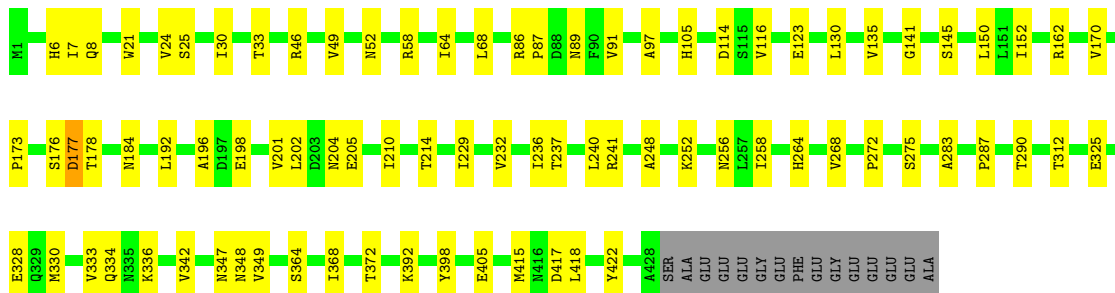 M1 H6 I7 Q8 W21 V24 S25 I30 T33 R46 V49 N52 R58 I64 L68 R86 P87 D88 N89 F90 V91 A97 H105 D114 S115 V116 E123 L130 V135 G141 S145 L150 L151 I152 R162 V170
P173 S176 D177 T178 N184 L192 A196 D197 E198 V201 L202 D203 N204 E205 I210 T214 I229 V232 I236 T237 L240 R241 A248 K252 N256 L257 I258 H264 V268 P272 S275 A283 P287 T290 T312 E325
E328 Q329 M330 V333 Q334 N335 K336 V342 N347 N348 V349 S364 I368 T372 K392 Y398 E405 M415 N416 D417 L418 Y422 A428 SER ALA GLU GLU GLU GLY GLU PHE GLU GLY GLU GLU GLU GLU ALA